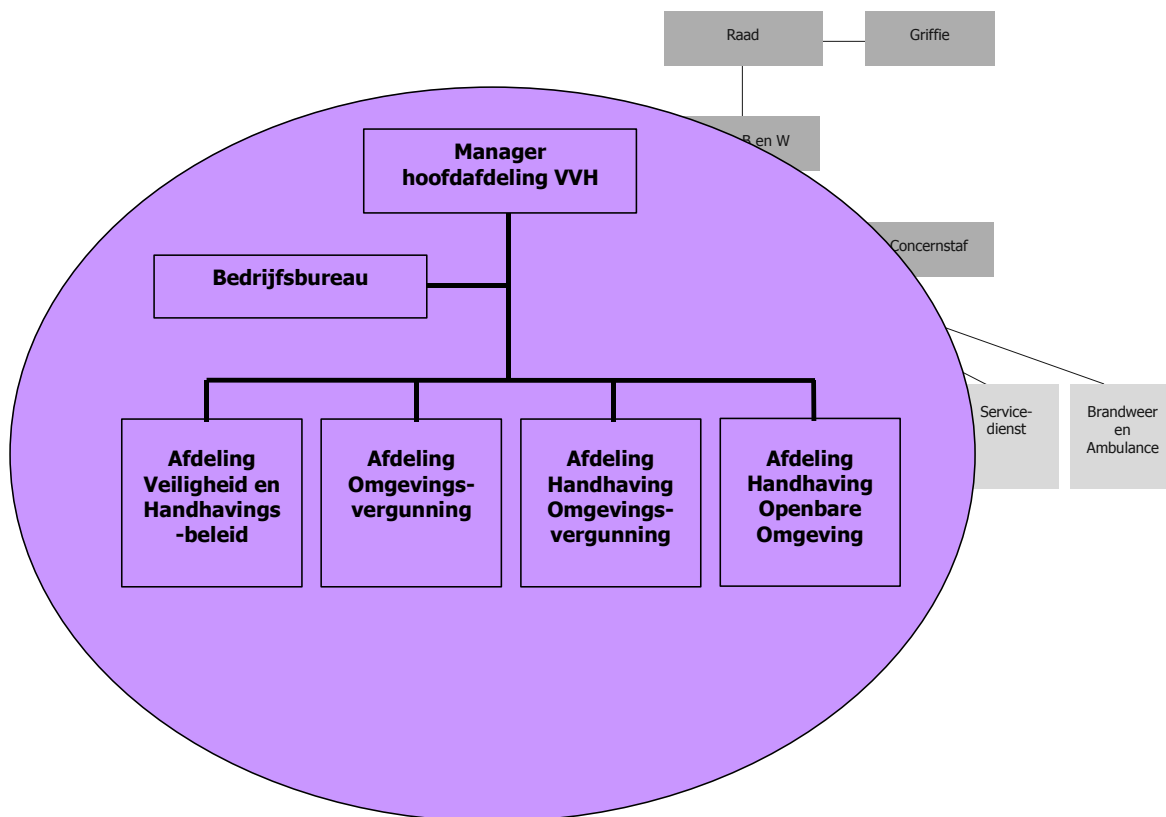 Raad
Griffie
B en W
Manager
hoofdafdeling VVH
Concernstaf
Bedrijfsbureau
Afdeling
Veiligheid en
Handhavings
-beleid
Afdeling
Omgevings-
vergunning
Afdeling
Handhaving
Omgevings-
vergunning
Afdeling
Handhaving
Openbare
Omgeving
Service-
dienst
Brandweer
en
Ambulance